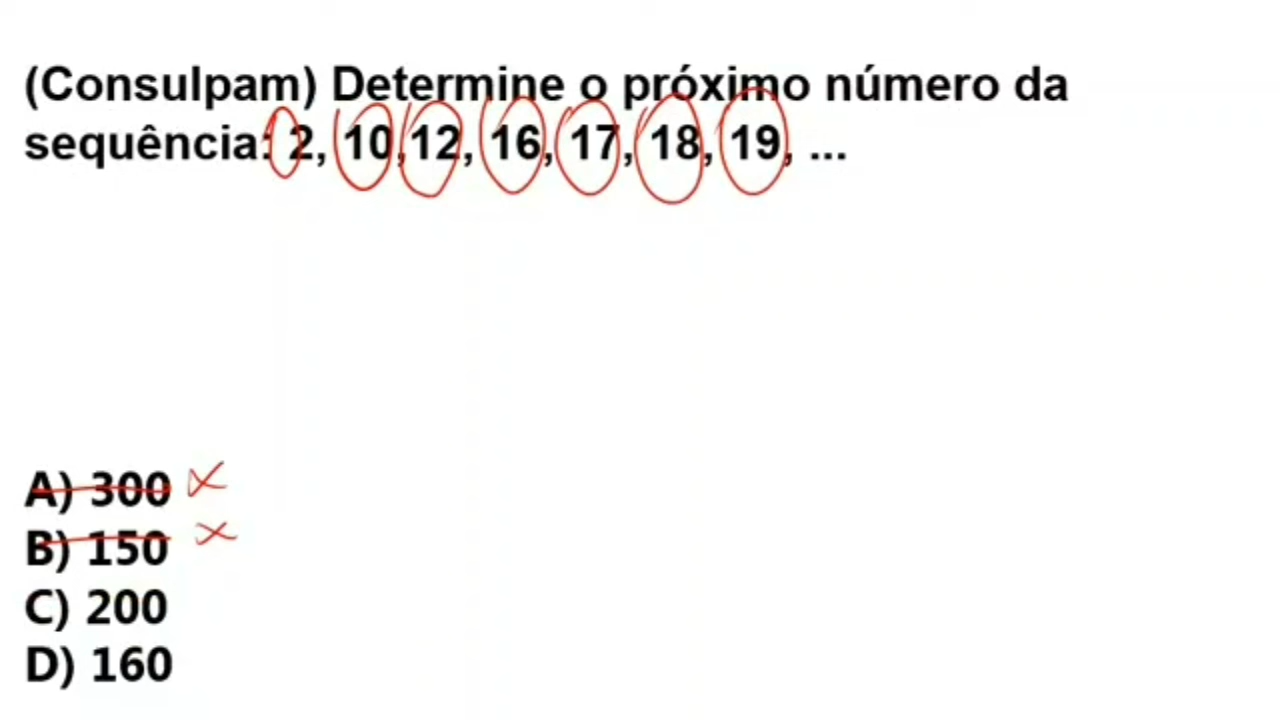 (Consulpam) Determine o próximo número da
sequência: 2, 10, 12, 16, 17, 18, 19, ...
A) 300
B) 150
C) 200
D) 160